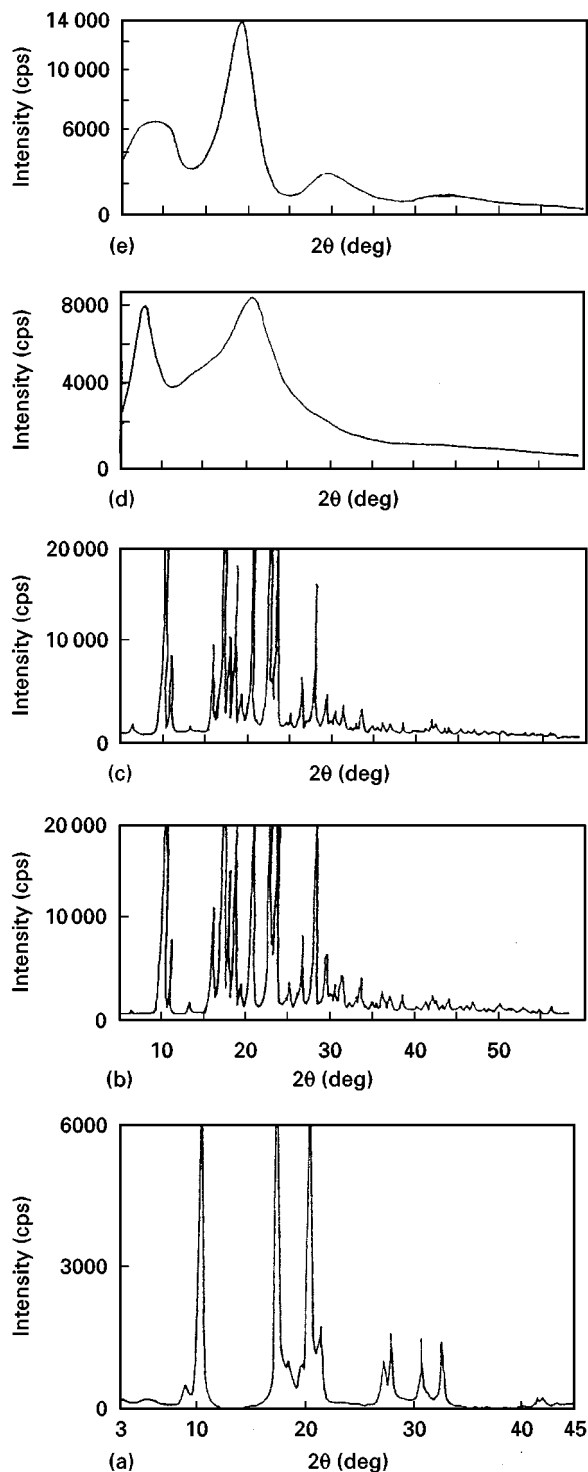 14 000
10 000
6000
0
Intensity (cps)
(e)
2θ (deg)
8000
4000
0
Intensity (cps)
(d)
2θ (deg)
20 000
10 000
0
Intensity (cps)
(c)
2θ (deg)
20 000
10 000
0
Intensity (cps)
10 20 30 40 50
(b)
2θ (deg)
6000
3000
0
Intensity (cps)
3 10 20 30 40 45
(a)
2θ (deg)